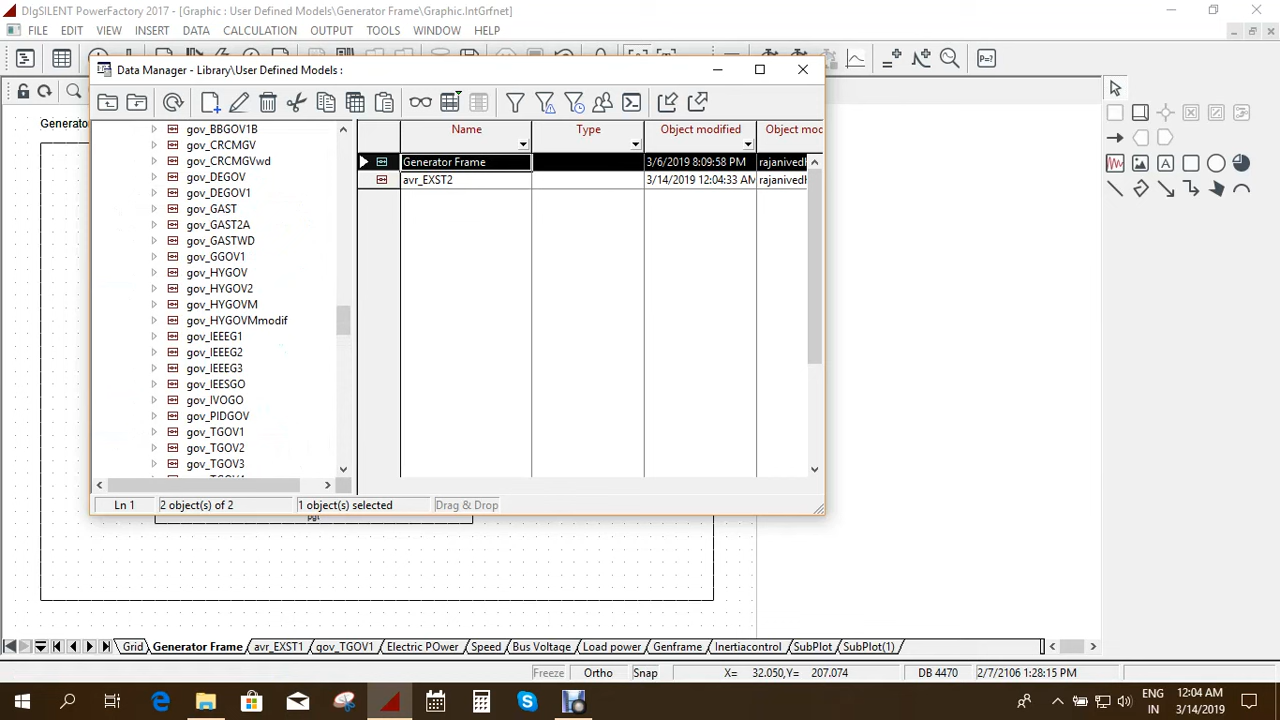 DIgSILENT PowerFactory 2017 - [Graphic : User Defined Models\Generator Frame\Graphic.IntGrfnet]
FILE EDIT VIEW INSERT DATA CALCULATION OUTPUT TOOLS WINDOW HELP
Data Manager - Library\User Defined Models :
Generator
gov_BBGOV1B
gov_CRCMGV
gov_CRCMGVwd
gov_DEGOV
gov_DEGOV1
gov_GAST
gov_GAST2A
gov_GASTWD
gov_GGOV1
gov_HYGOV
gov_HYGOV2
gov_HYGOVM
gov_HYGOVMmodif
gov_IEEEG1
gov_IEEEG2
gov_IEEEG3
gov_IEESGO
gov_IVOGO
gov_PIDGOV
gov_TGOV1
gov_TGOV2
gov_TGOV3
Name Type Object modified Object mod
Generator Frame 3/6/2019 8:09:58 PM rajanivedh
avr_EXST2 3/14/2019 12:04:33 AM rajanivedh
Ln 1 2 object(s) of 2 1 object(s) selected Drag & Drop
Grid Generator Frame avr_EXST1 gov_TGOV1 Electric POwer Speed Bus Voltage Load power Genframe Inertiacontrol SubPlot SubPlot(1)
Freeze Ortho Snap X= 32.050,Y= 207.074 DB 4470 2/7/2106 1:28:15 PM
ENG 12:04 AM
IN 3/14/2019